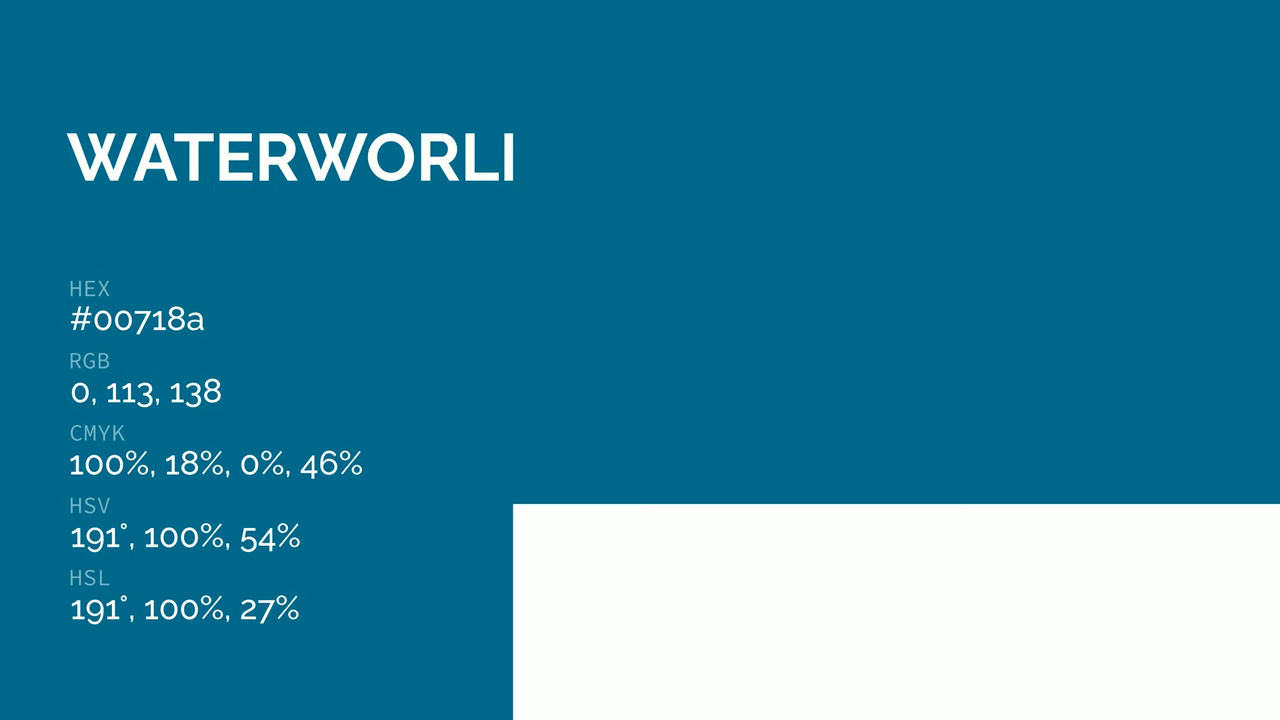 WATERWORLI
HEX
#00718a
RGB
0, 113, 138
CMYK
100%, 18%, 0%, 46%
HSV
191°, 100%, 54%
HSL
191°, 100%, 27%